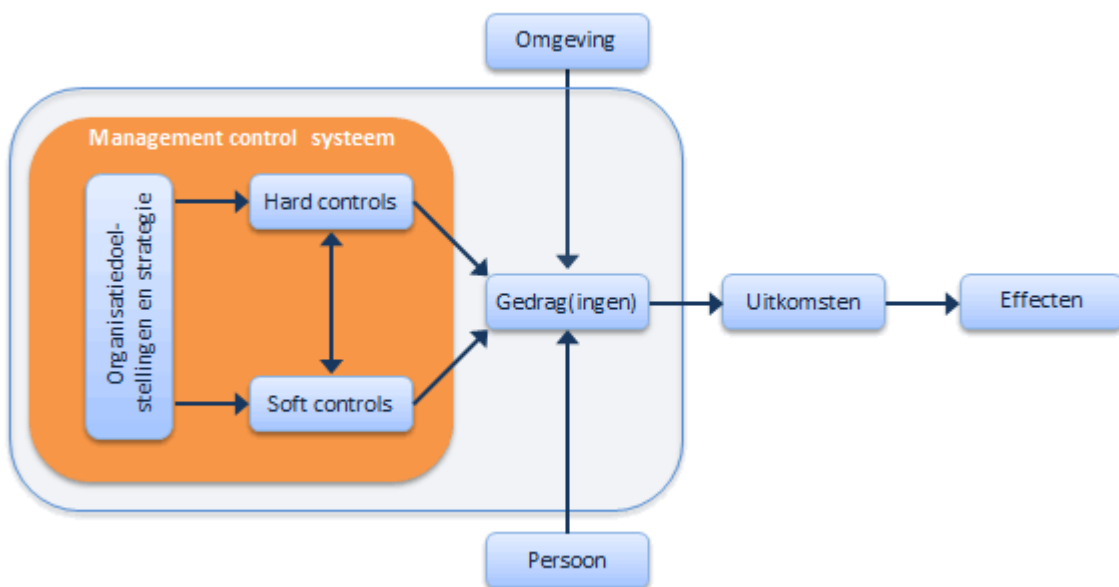 Omgeving
Management control systeem
Organisatiedoel-
stellingen en strategie
Hard controls
Soft controls
Gedrag(ingen)
Uitkomsten
Effecten
Persoon